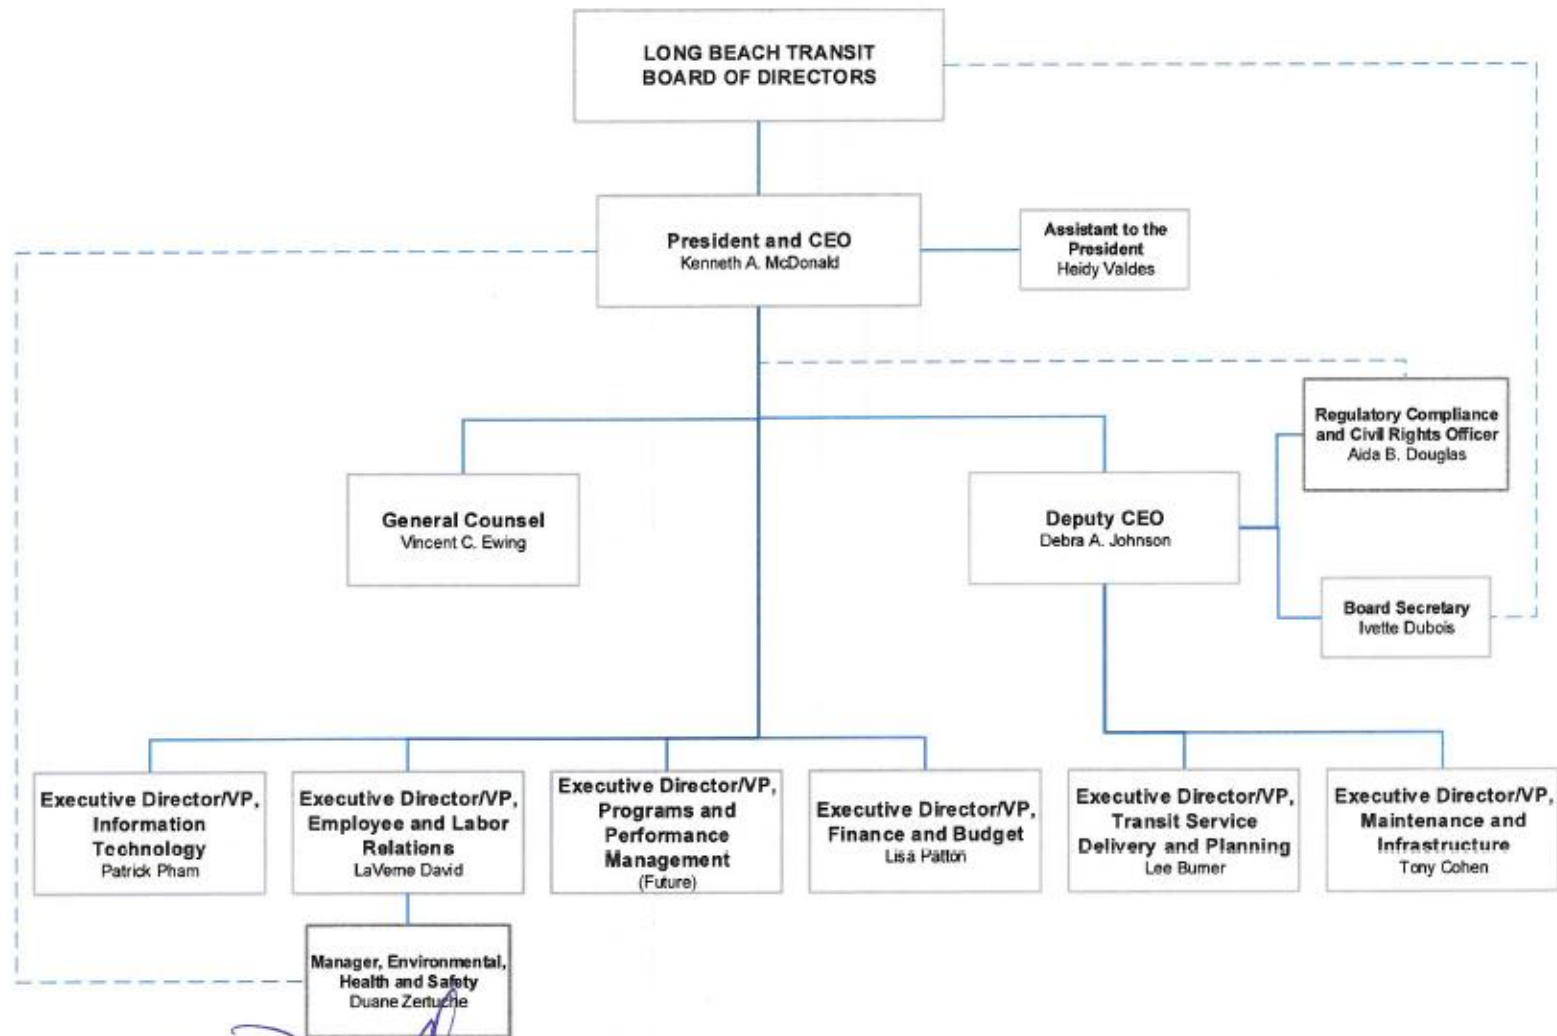 LONG BEACH TRANSIT
BOARD OF DIRECTORS
President and CEO
Kenneth A. McDonald
Assistant to the
President
Heidy Valdes
Regulatory Compliance
and Civil Rights Officer
Aida B. Douglas
General Counsel
Vincent C. Ewing
Deputy CEO
Debra A. Johnson
Board Secretary
Ivette Dubois
Executive Director/VP,
Information
Technology
Patrick Pham
Executive Director/VP,
Employee and Labor
Relations
LaVerne David
Executive Director/VP,
Programs and
Performance
Management
(Future)
Executive Director/VP,
Finance and Budget
Lisa Patton
Executive Director/VP,
Transit Service
Delivery and Planning
Lee Burner
Executive Director/VP,
Maintenance and
Infrastructure
Tony Cohen
Manager, Environmental,
Health and Safety
Duane Zertuche